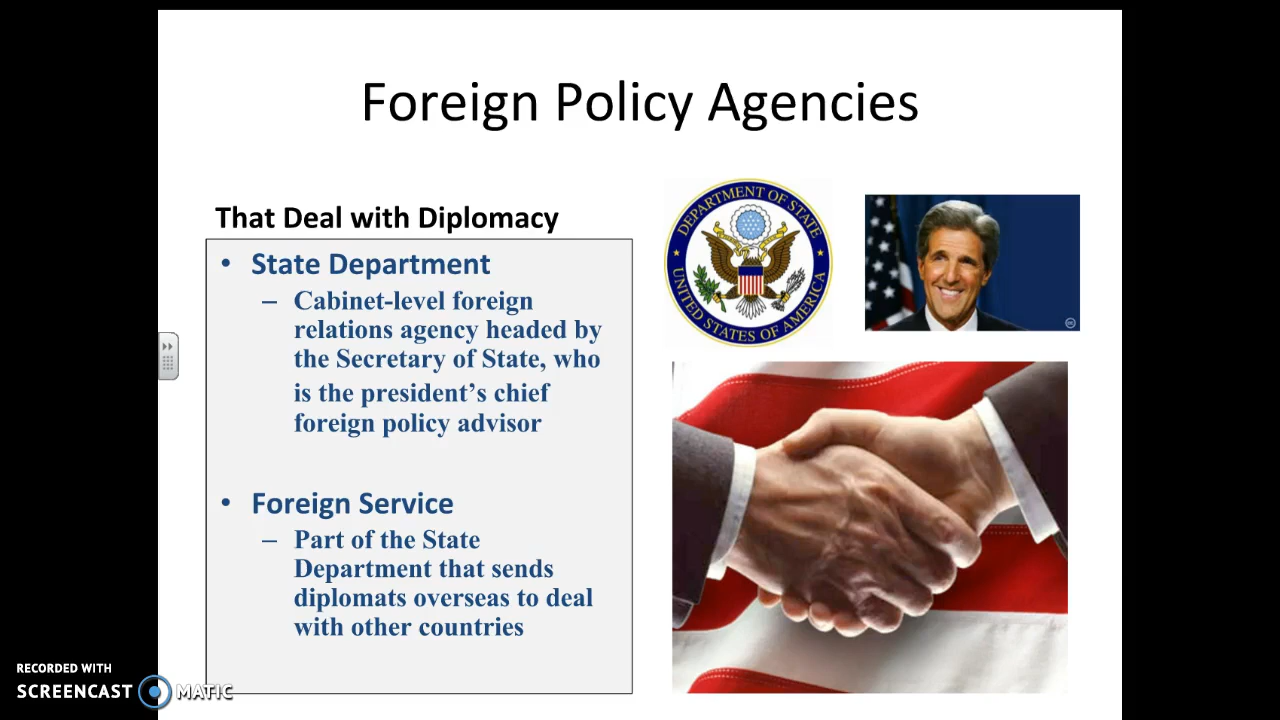 Foreign Policy Agencies
That Deal with Diplomacy
• State Department
– Cabinet-level foreign
relations agency headed by
the Secretary of State, who
is the president’s chief
foreign policy advisor
• Foreign Service
– Part of the State
Department that sends
diplomats overseas to deal
with other countries
DEPARTMENT OF STATE
UNITED STATES OF AMERICA
cc
RECORDED WITH
SCREENCAST MATIC